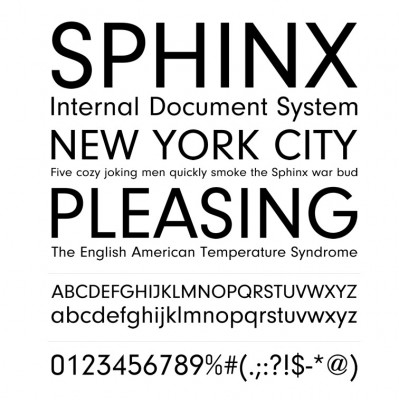 SPHINX
Internal Document System
NEW YORK CITY
Five cozy joking men quickly smoke the Sphinx war bud
PLEASING
The English American Temperature Syndrome
ABCDEFGHIJKLMNOPQRSTUVWXYZ
abcdefghijklmnopqrstuvwxyz
0123456789%#(.;:?!$-*@)